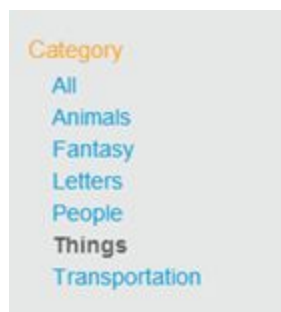 Category
All
Animals
Fantasy
Letters
People
Things
Transportation